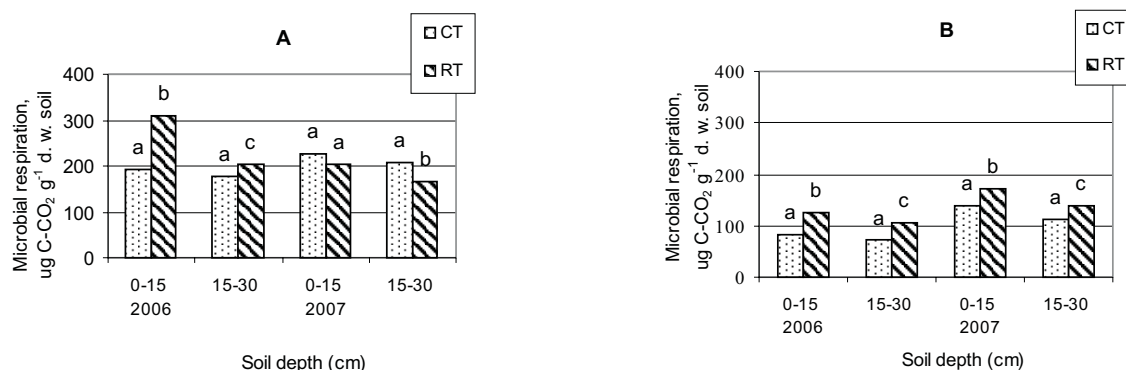 A
CT
RT
Microbial respiration,
ug C-CO₂ g⁻¹ d. w. soil
400
300
200
100
0
a b a c a a a b
0-15 15-30 0-15 15-30
2006 2007
Soil depth (cm)
B
CT
RT
Microbial respiration,
ug C-CO₂ g⁻¹ d. w. soil
400
300
200
100
0
a b a c a b a c
0-15 15-30 0-15 15-30
2006 2007
Soil depth (cm)